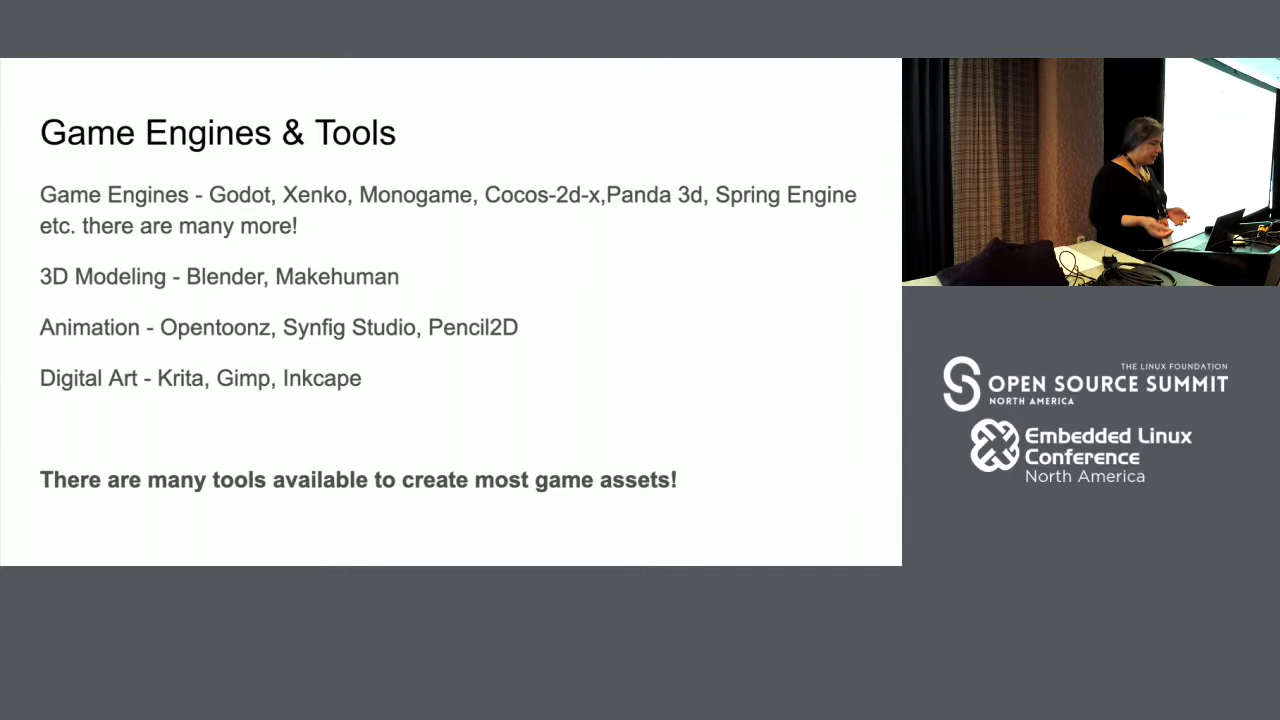 Game Engines & Tools
Game Engines - Godot, Xenko, Monogame, Cocos-2d-x,Panda 3d, Spring Engine
etc. there are many more!
3D Modeling - Blender, Makehuman
Animation - Opentoonz, Synfig Studio, Pencil2D
Digital Art - Krita, Gimp, Inkcape
There are many tools available to create most game assets!
THE LINUX FOUNDATION
OPEN SOURCE SUMMIT
NORTH AMERICA
Embedded Linux
Conference
North America